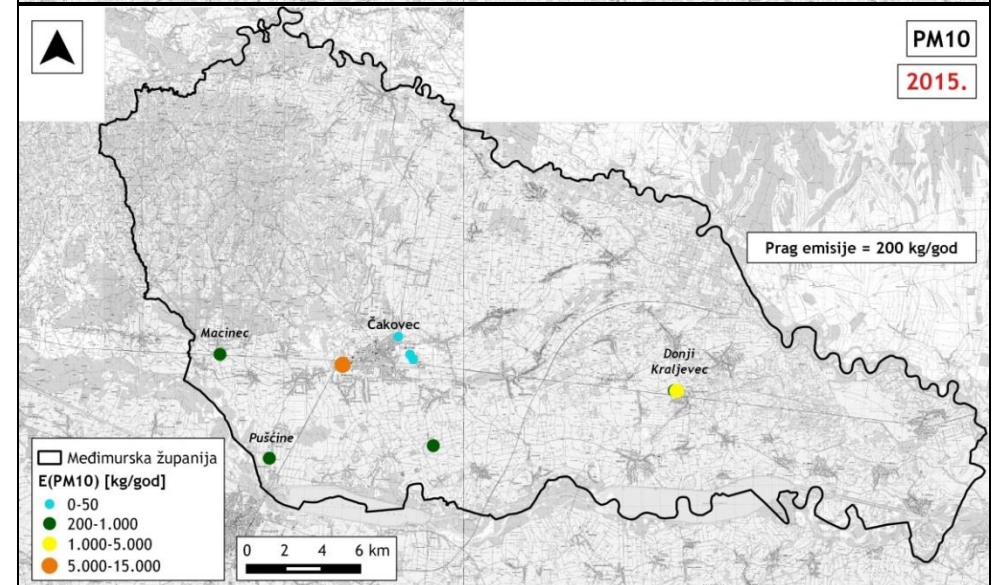 PM10
2015.
Prag emisije = 200 kg/god
Čakovec
Macinec
Donji
Kraljevec
Pušćine
Međimurska županija
E(PM10) [kg/god]
0-50
200-1.000
1.000-5.000
5.000-15.000
0 2 4 6 km